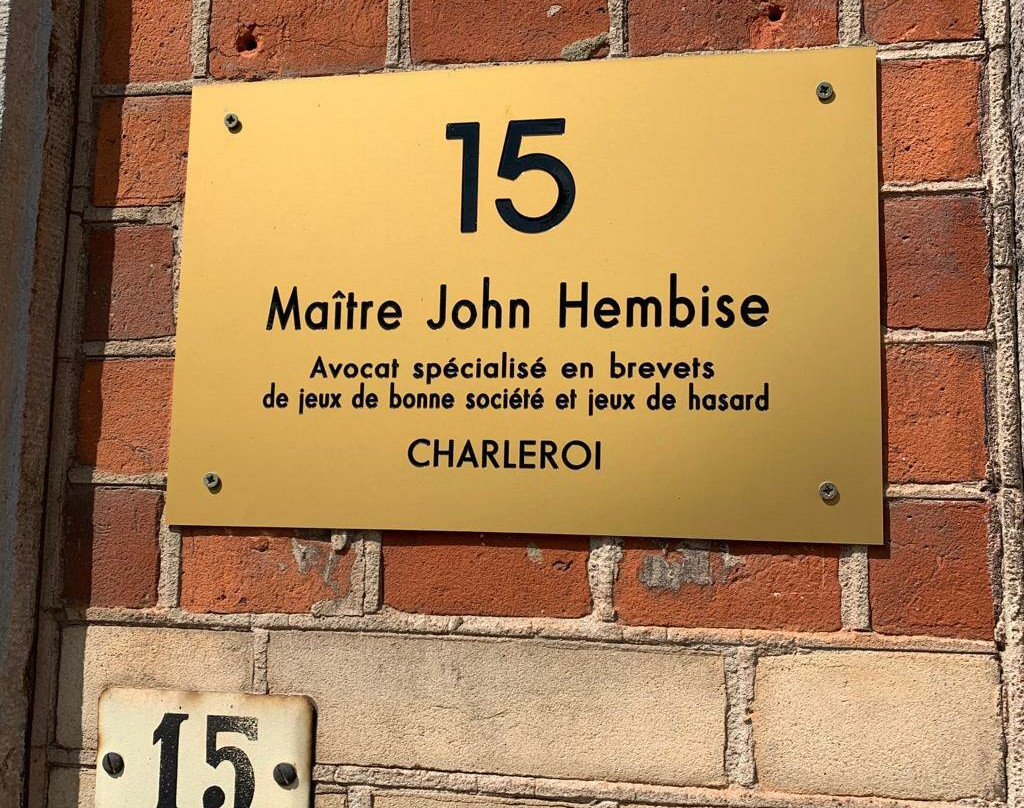 15
Maître John Hembise
Avocat spécialisé en brevets
de jeux de bonne société et jeux de hasard
CHARLEROI
15